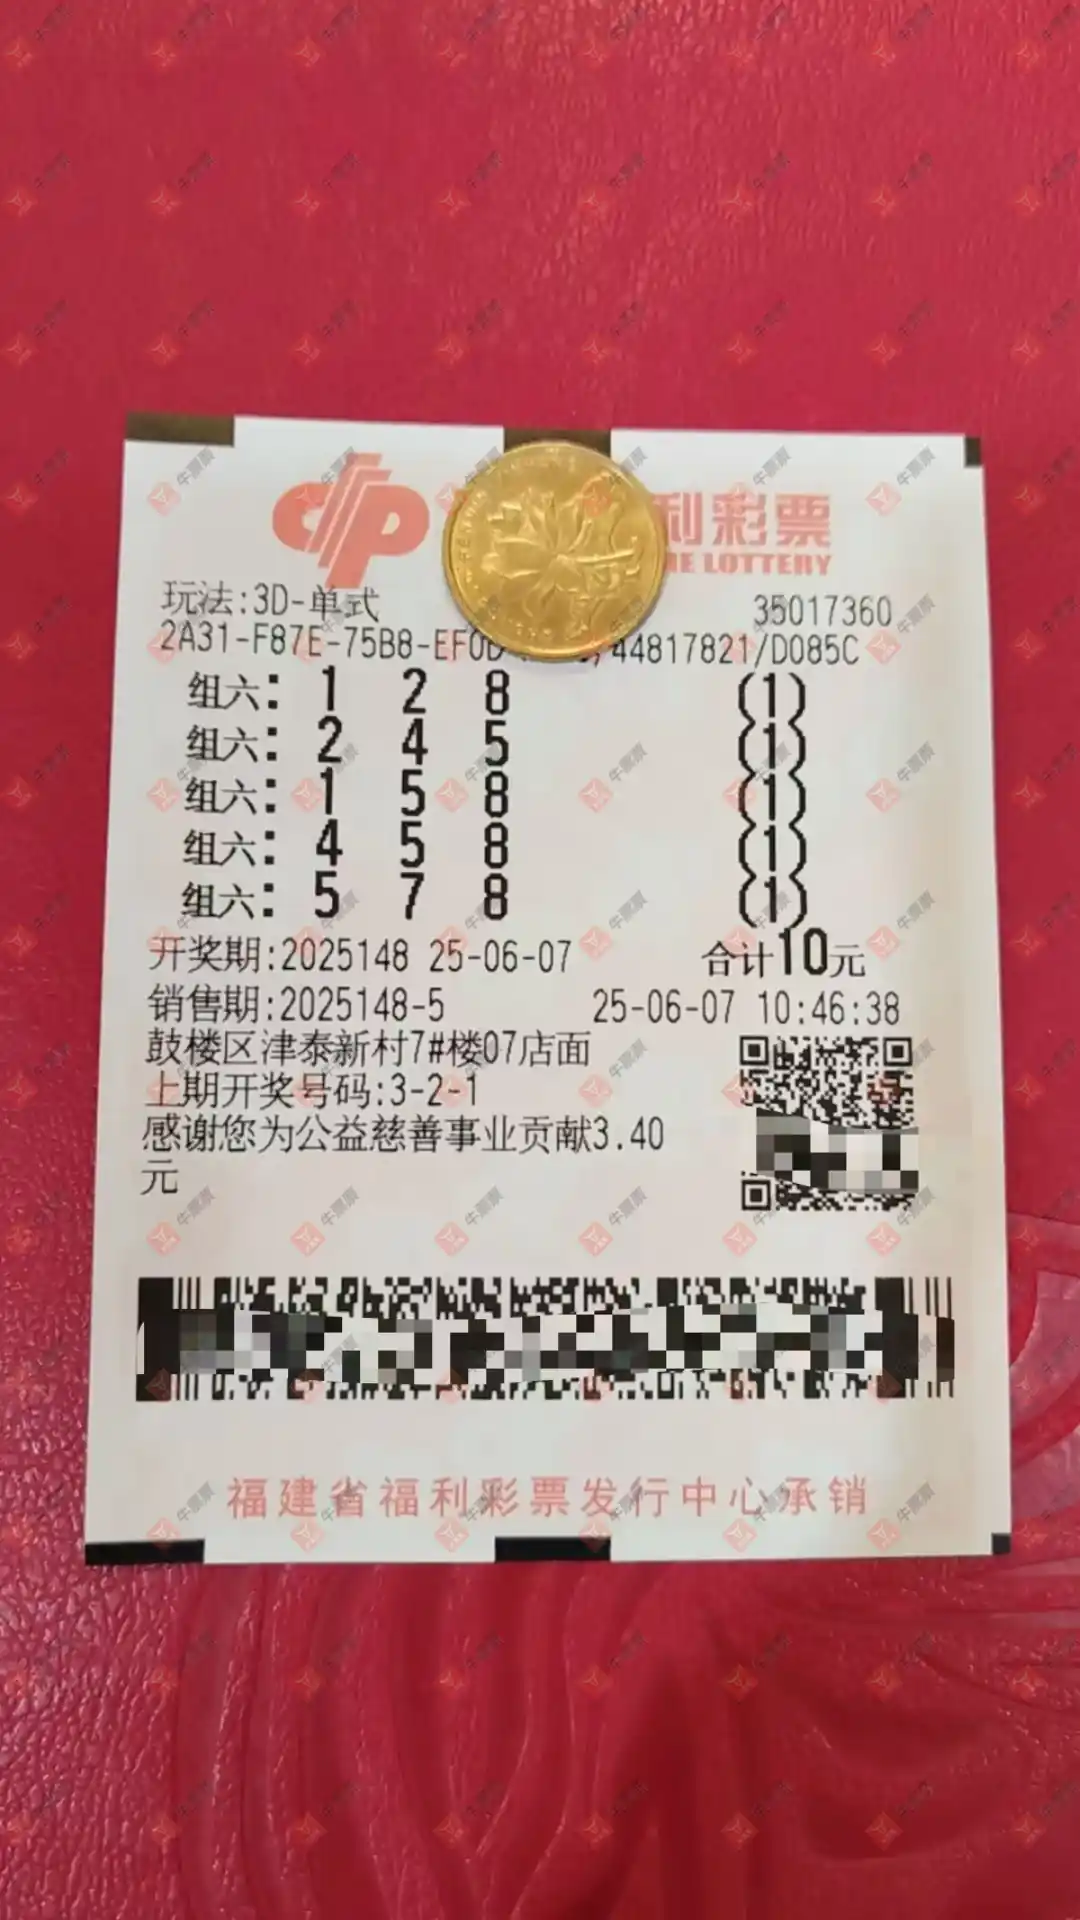 利彩票
ME LOTTERY
玩法:3D-单式
35017360
2A31-F87E-75B8-EF0D 44817821/D085C
组六: 1 2 8 (1)
组六: 2 4 5 (1)
组六: 1 5 8 (1)
组六: 4 5 8 (1)
组六: 5 7 8 (1)
开奖期:2025148 25-06-07 合计10元
销售期:2025148-5 25-06-07 10:46:38
鼓楼区津泰新村7#楼07店面
上期开奖号码:3-2-1
感谢您为公益慈善事业贡献3.40
元
福建省福利彩票发行中心承销
牛票票